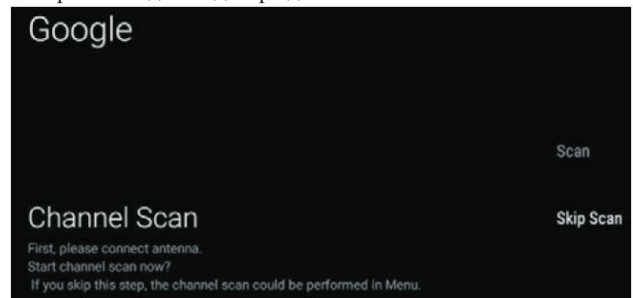 Google
Scan
Channel Scan
Skip Scan
First, please connect antenna.
Start channel scan now?
If you skip this step, the channel scan could be performed in Menu.